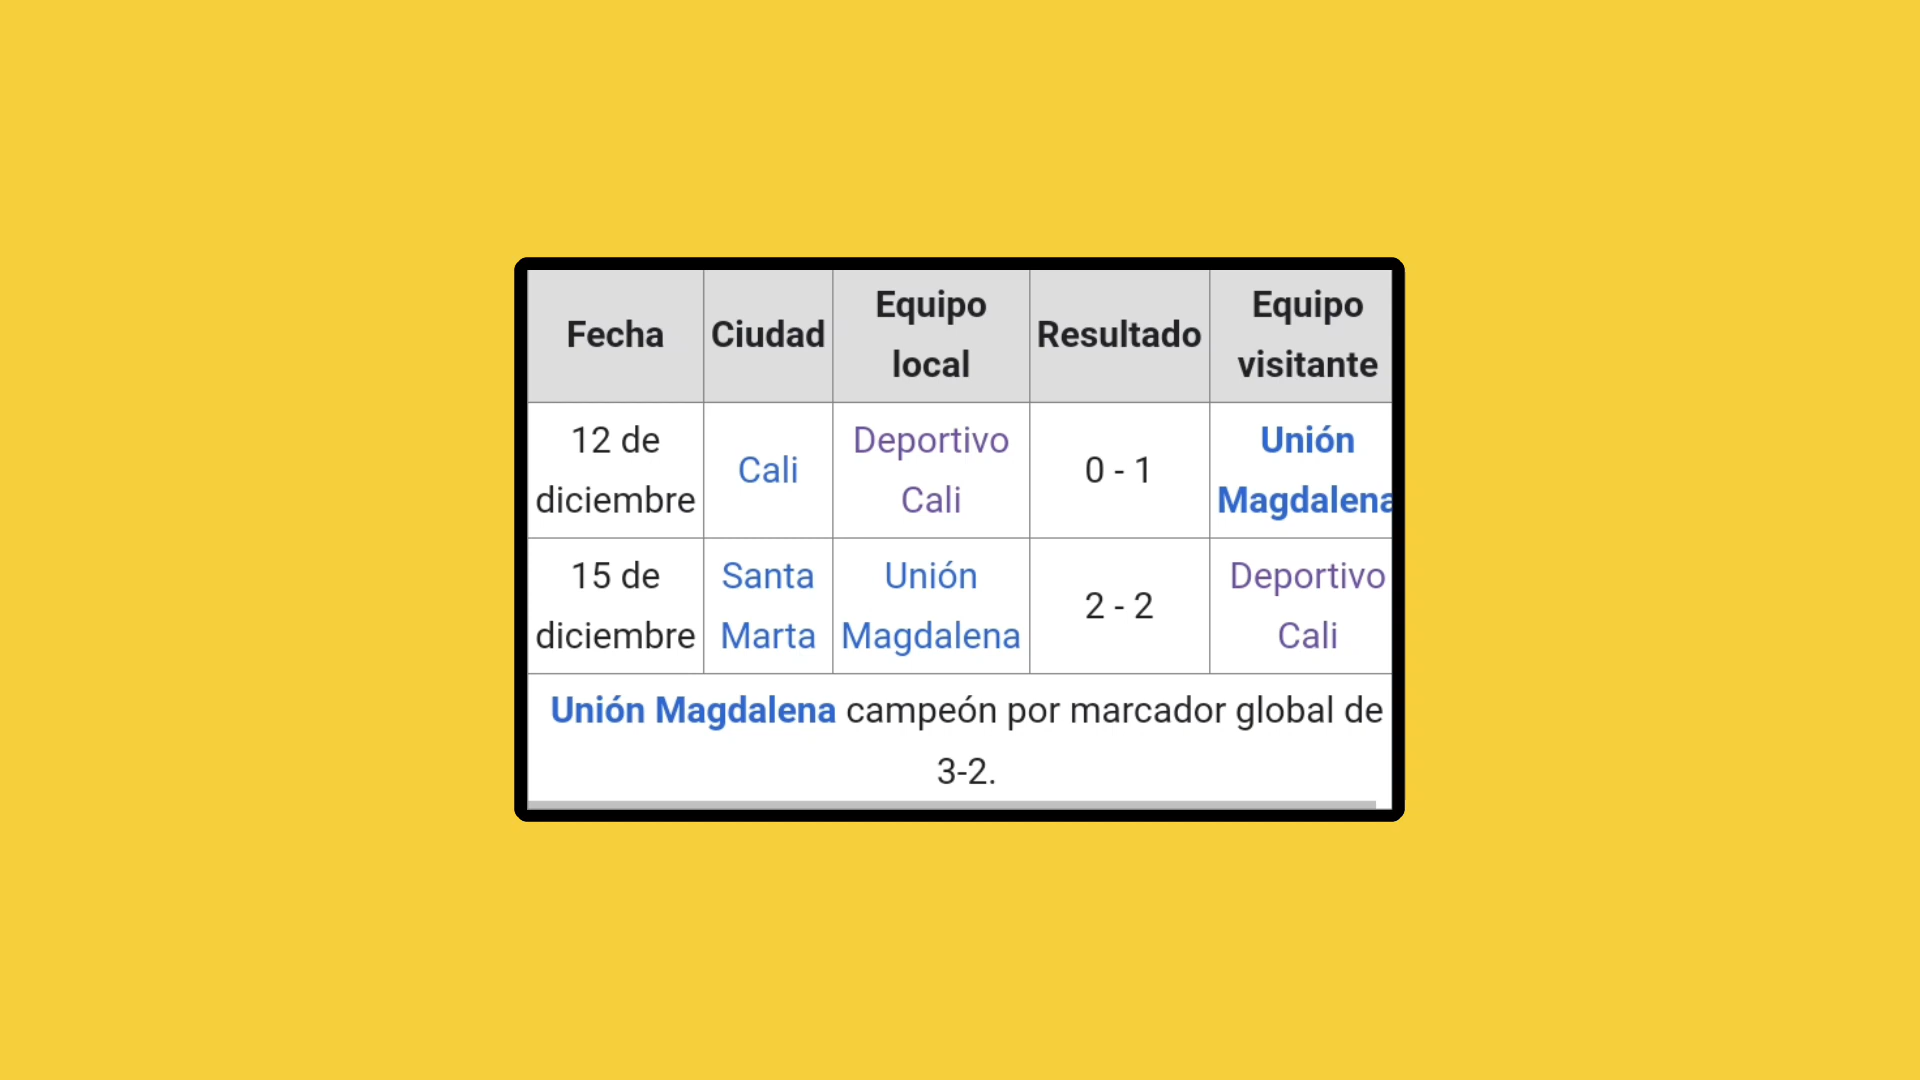 Fecha Ciudad Equipo local Resultado Equipo visitante
12 de diciembre Cali Deportivo Cali 0 - 1 Unión Magdalena
15 de diciembre Santa Marta Unión Magdalena 2 - 2 Deportivo Cali
Unión Magdalena campeón por marcador global de
3-2.